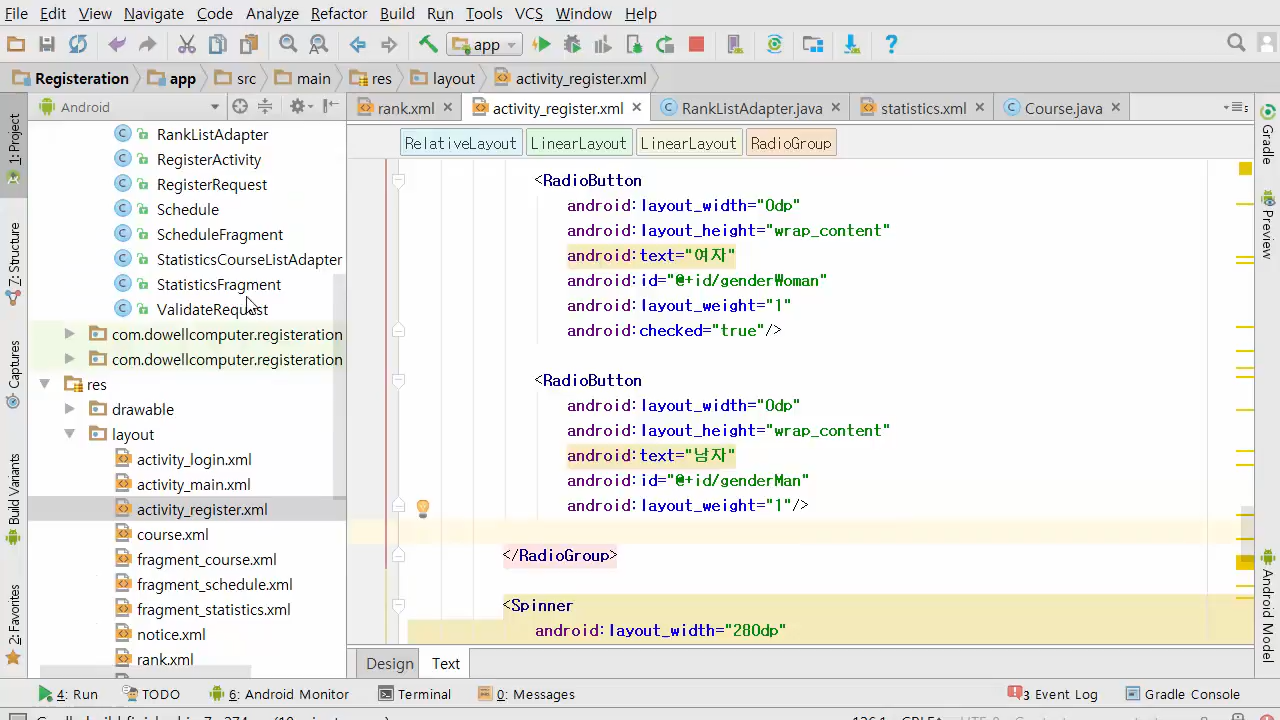 File Edit View Navigate Code Analyze Refactor Build Run Tools VCS Window Help
app
Registeration app src main res layout activity_register.xml
Android
rank.xml activity_register.xml RankListAdapter.java statistics.xml Course.java
RelativeLayout LinearLayout LinearLayout RadioGroup
1: Project
Z: Structure
Captures
Build Variants
2: Favorites
RankListAdapter
RegisterActivity
RegisterRequest
Schedule
ScheduleFragment
StatisticsCourseListAdapter
StatisticsFragment
ValidateRequest
com.dowellcomputer.registeration
com.dowellcomputer.registeration
res
drawable
layout
activity_login.xml
activity_main.xml
activity_register.xml
course.xml
fragment_course.xml
fragment_schedule.xml
fragment_statistics.xml
notice.xml
rank.xml
<RadioButton
android:layout_width="0dp"
android:layout_height="wrap_content"
android:text="여자"
android:id="@+id/genderWoman"
android:layout_weight="1"
android:checked="true"/>
<RadioButton
android:layout_width="0dp"
android:layout_height="wrap_content"
android:text="남자"
android:id="@+id/genderMan"
android:layout_weight="1"/>
</RadioGroup>
<Spinner
android:layout_width="280dp"
Design Text
Gradle
Preview
Android Model
4: Run TODO 6: Android Monitor Terminal 0: Messages 3 Event Log Gradle Console